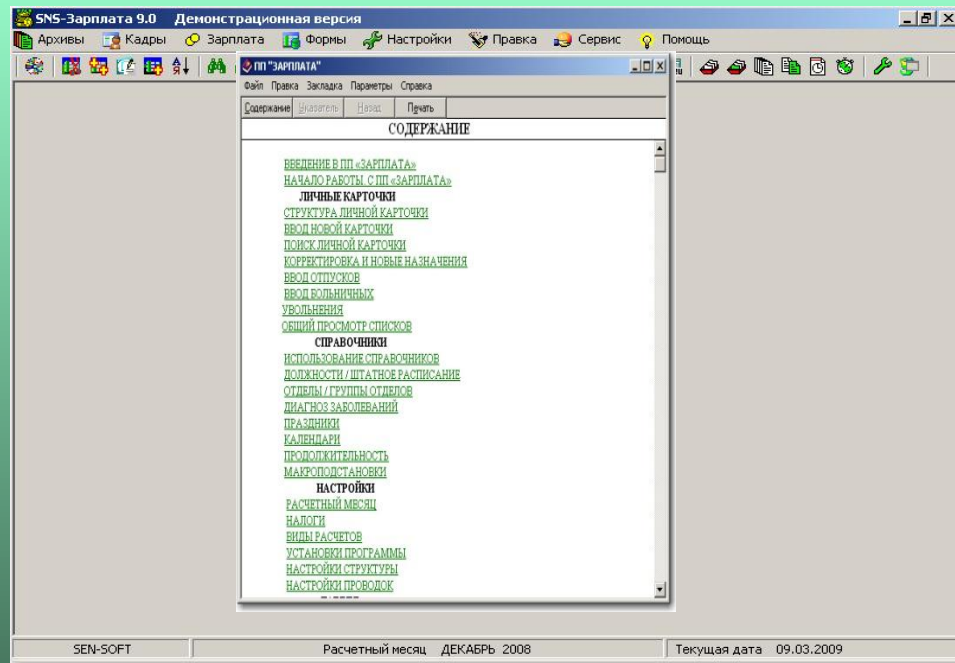 SNS-Зарплата 9.0 Демонстрационная версия
Архивы Кадры Зарплата Формы Настройки Правка Сервис Помощь
ПП "ЗАРПЛАТА"
Файл Правка Закладка Параметры Справка
Содержание Указатель Назад Печать
СОДЕРЖАНИЕ
ВВЕДЕНИЕ В ПП «ЗАРПЛАТА»
НАЧАЛО РАБОТЫ С ПП «ЗАРПЛАТА»
ЛИЧНЫЕ КАРТОЧКИ
СТРУКТУРА ЛИЧНОЙ КАРТОЧКИ
ВВОД НОВОЙ КАРТОЧКИ
ПОИСК ЛИЧНОЙ КАРТОЧКИ
КОРРЕКТИРОВКА И НОВЫЕ НАЗНАЧЕНИЯ
ВВОД ОТПУСКОВ
ВВОД БОЛЬНИЧНЫХ
УВОЛЬНЕНИЯ
ОБЩИЙ ПРОСМОТР СПИСКОВ
СПРАВОЧНИКИ
ИСПОЛЬЗОВАНИЕ СПРАВОЧНИКОВ
ДОЛЖНОСТИ / ШТАТНОЕ РАСПИСАНИЕ
ОТДЕЛЫ / ГРУППЫ ОТДЕЛОВ
ДИАГНОЗ ЗАБОЛЕВАНИЙ
ПРАЗДНИКИ
КАЛЕНДАРИ
ПРОДОЛЖИТЕЛЬНОСТЬ
МАКРОПОДСТАНОВКИ
НАСТРОЙКИ
РАСЧЕТНЫЙ МЕСЯЦ
НАЛОГИ
ВИДЫ РАСЧЕТОВ
УСТАНОВКИ ПРОГРАММЫ
НАСТРОЙКИ СТРУКТУРЫ
НАСТРОЙКИ ПРОВОДОК
SEN-SOFT Расчетный месяц ДЕКАБРЬ 2008 Текущая дата 09.03.2009